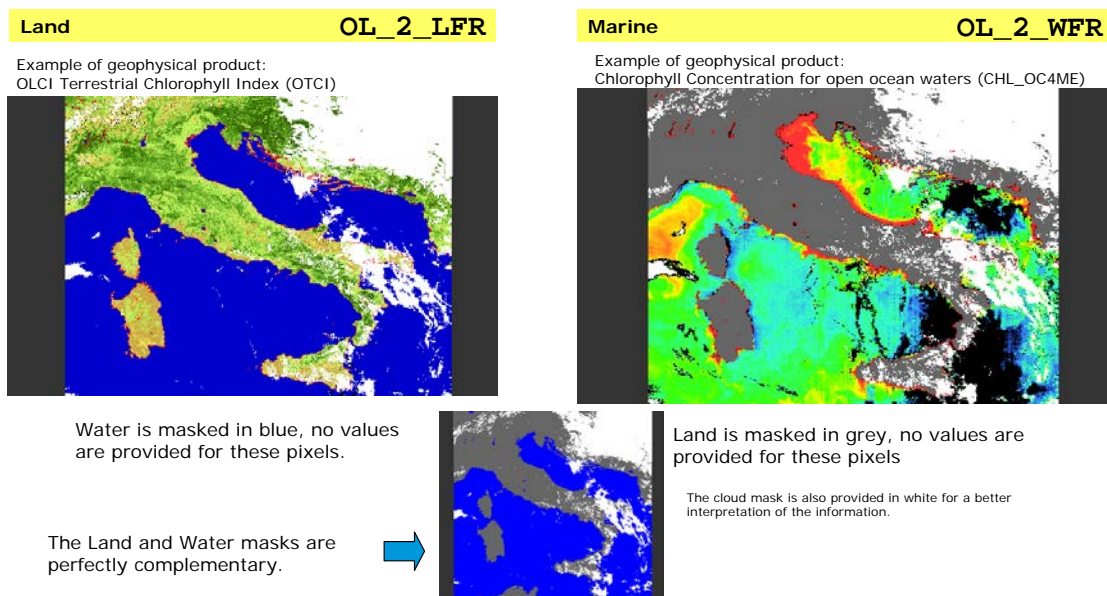 Land OL_2_LFR
Example of geophysical product:
OLCI Terrestrial Chlorophyll Index (OTCI)
Marine OL_2_WFR
Example of geophysical product:
Chlorophyll Concentration for open ocean waters (CHL_OC4ME)
Water is masked in blue, no values
are provided for these pixels.
Land is masked in grey, no values are
provided for these pixels
The cloud mask is also provided in white for a better
interpretation of the information.
The Land and Water masks are
perfectly complementary.